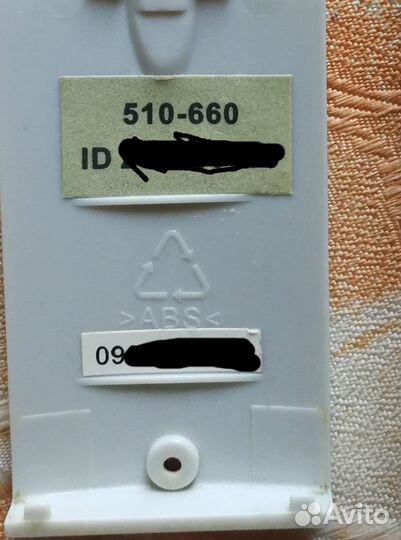 510-660
ID
>ABS<
09
Avito